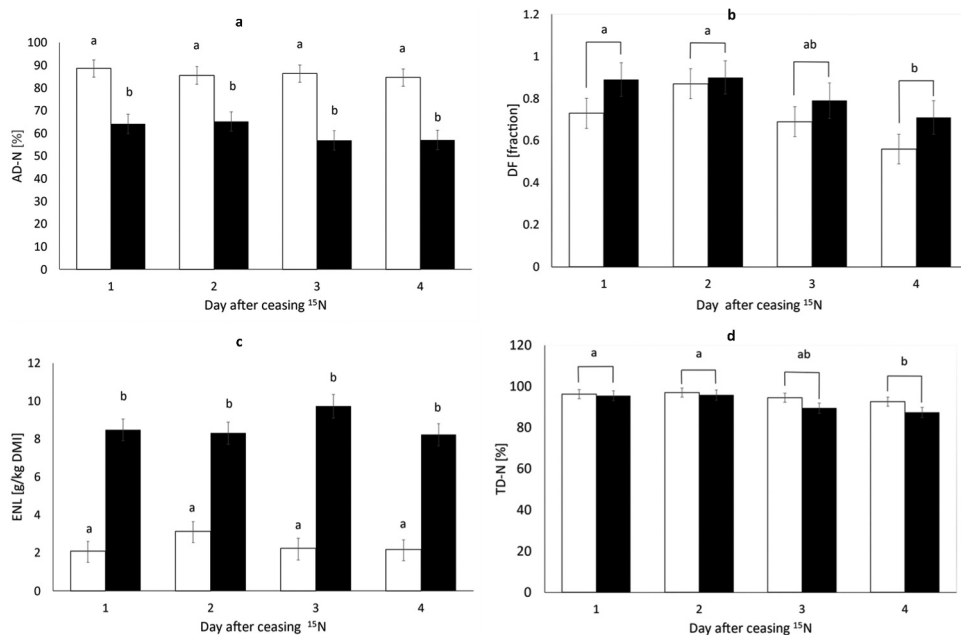 a
AD-N [%]
100
90
80
70
60
50
40
30
20
10
0
a a a a
b b b b
1 2 3 4
Day after ceasing ¹⁵N
b
DF [fraction]
1.2
1
0.8
0.6
0.4
0.2
0
a a ab b
1 2 3 4
Day after ceasing ¹⁵N
c
ENL [g/kg DMI]
12
10
8
6
4
2
0
b b b b
a a a a
1 2 3 4
Day after ceasing ¹⁵N
d
TD-N [%]
120
100
80
60
40
20
0
a a ab b
1 2 3 4
Day after ceasing ¹⁵N